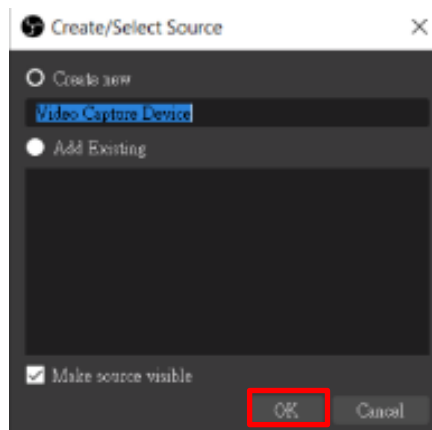 Create/Select Source
Create new
Video Capture Device
Add Existing
Make source visible
OK Cancel